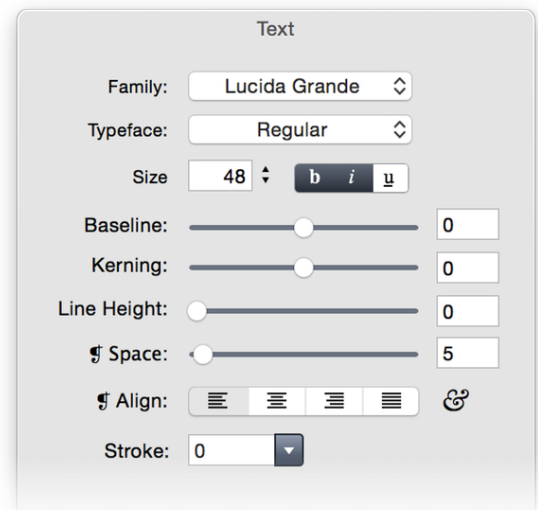 Text
Family: Lucida Grande
Typeface: Regular
Size 48 b i u
Baseline: 0
Kerning: 0
Line Height: 0
¶ Space: 5
¶ Align: &
Stroke: 0